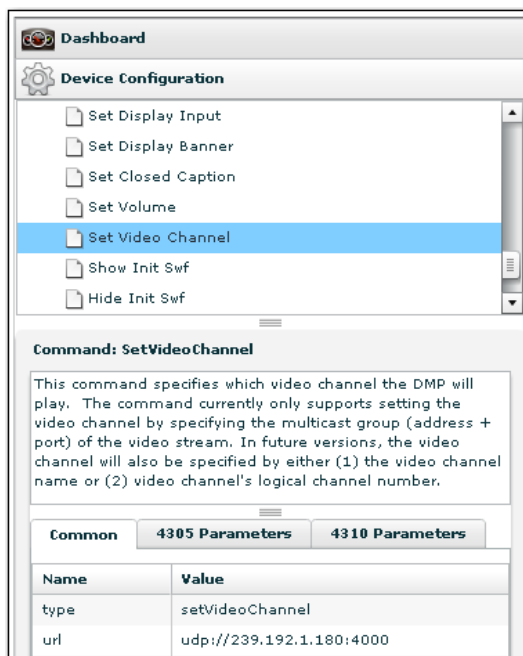 Dashboard
Device Configuration
Set Display Input
Set Display Banner
Set Closed Caption
Set Volume
Set Video Channel
Show Init Swf
Hide Init Swf
Command: SetVideoChannel
This command specifies which video channel the DMP will
play. The command currently only supports setting the
video channel by specifying the multicast group (address +
port) of the video stream. In future versions, the video
channel will also be specified by either (1) the video channel
name or (2) video channel's logical channel number.
Common 4305 Parameters 4310 Parameters
Name Value
type setVideoChannel
url udp://239.192.1.180:4000